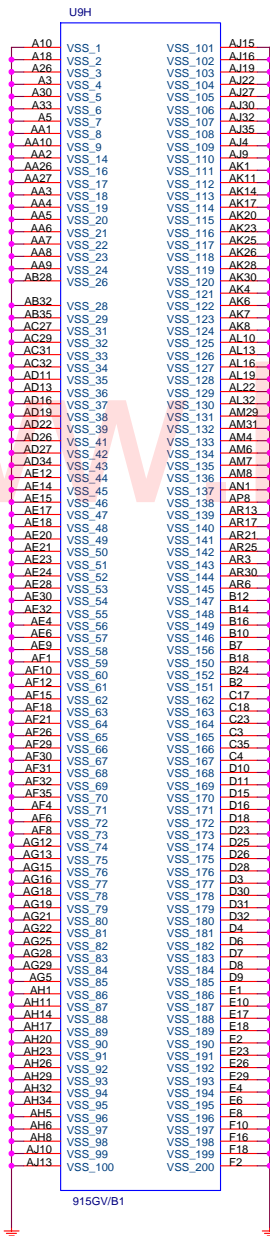 U9H
A10 VSS_1 VSS_101 AJ15
A18 VSS_2 VSS_102 AJ16
A26 VSS_3 VSS_103 AJ19
A3 VSS_4 VSS_104 AJ22
A30 VSS_5 VSS_105 AJ27
A33 VSS_6 VSS_106 AJ30
A5 VSS_7 VSS_107 AJ32
AA1 VSS_8 VSS_108 AJ35
AA10 VSS_9 VSS_109 AJ4
AA2 VSS_14 VSS_110 AJ9
AA26 VSS_16 VSS_111 AK1
AA27 VSS_17 VSS_112 AK11
AA3 VSS_18 VSS_113 AK14
AA4 VSS_19 VSS_114 AK17
AA5 VSS_20 VSS_115 AK20
AA6 VSS_21 VSS_116 AK23
AA7 VSS_22 VSS_117 AK25
AA8 VSS_23 VSS_118 AK26
AA9 VSS_24 VSS_119 AK28
AB28 VSS_26 VSS_120 AK30
VSS_121 AK4
AB32 VSS_28 VSS_122 AK6
AB35 VSS_29 VSS_123 AK7
AC27 VSS_31 VSS_124 AK8
AC29 VSS_32 VSS_125 AL10
AC31 VSS_33 VSS_126 AL13
AC32 VSS_34 VSS_127 AL16
AD11 VSS_35 VSS_128 AL19
AD13 VSS_36 VSS_129 AL22
AD16 VSS_37 VSS_130 AL32
AD19 VSS_38 VSS_131 AM29
AD22 VSS_39 VSS_132 AM31
AD26 VSS_41 VSS_133 AM4
AD27 VSS_42 VSS_134 AM6
AD34 VSS_43 VSS_135 AM7
AE12 VSS_44 VSS_136 AM8
AE14 VSS_45 VSS_137 AN1
AE15 VSS_46 VSS_138 AP8
AE17 VSS_47 VSS_139 AR13
AE18 VSS_48 VSS_140 AR17
AE20 VSS_49 VSS_141 AR21
AE21 VSS_50 VSS_142 AR25
AE23 VSS_51 VSS_143 AR3
AE24 VSS_52 VSS_144 AR30
AE28 VSS_53 VSS_145 AR6
AE30 VSS_54 VSS_147 B12
AE32 VSS_55 VSS_148 B14
AE4 VSS_56 VSS_149 B16
AE6 VSS_57 VSS_146 B10
AE9 VSS_58 VSS_156 B7
AF1 VSS_59 VSS_150 B18
AF10 VSS_60 VSS_152 B24
AF12 VSS_61 VSS_151 B2
AF15 VSS_62 VSS_162 C17
AF18 VSS_63 VSS_163 C18
AF21 VSS_64 VSS_164 C23
AF26 VSS_65 VSS_165 C3
AF29 VSS_66 VSS_166 C35
AF30 VSS_67 VSS_167 C4
AF31 VSS_68 VSS_168 D10
AF32 VSS_69 VSS_169 D11
AF35 VSS_70 VSS_170 D15
AF4 VSS_71 VSS_171 D16
AF6 VSS_72 VSS_172 D18
AF8 VSS_73 VSS_173 D23
AG12 VSS_74 VSS_174 D25
AG13 VSS_75 VSS_175 D26
AG15 VSS_76 VSS_176 D28
AG16 VSS_77 VSS_177 D3
AG18 VSS_78 VSS_178 D30
AG19 VSS_79 VSS_179 D31
AG21 VSS_80 VSS_180 D32
AG22 VSS_81 VSS_181 D4
AG25 VSS_82 VSS_182 D6
AG28 VSS_83 VSS_183 D7
AG29 VSS_84 VSS_184 D8
AG5 VSS_85 VSS_185 D9
AH1 VSS_86 VSS_186 E1
AH11 VSS_87 VSS_187 E10
AH14 VSS_88 VSS_188 E17
AH17 VSS_89 VSS_189 E18
AH20 VSS_90 VSS_190 E2
AH23 VSS_91 VSS_191 E23
AH26 VSS_92 VSS_192 E26
AH29 VSS_93 VSS_193 E29
AH32 VSS_94 VSS_194 E4
AH34 VSS_95 VSS_195 E6
AH5 VSS_96 VSS_196 E8
AH6 VSS_97 VSS_197 F10
AH8 VSS_98 VSS_198 F16
AJ10 VSS_99 VSS_199 F18
AJ13 VSS_100 VSS_200 F2
915GV/B1